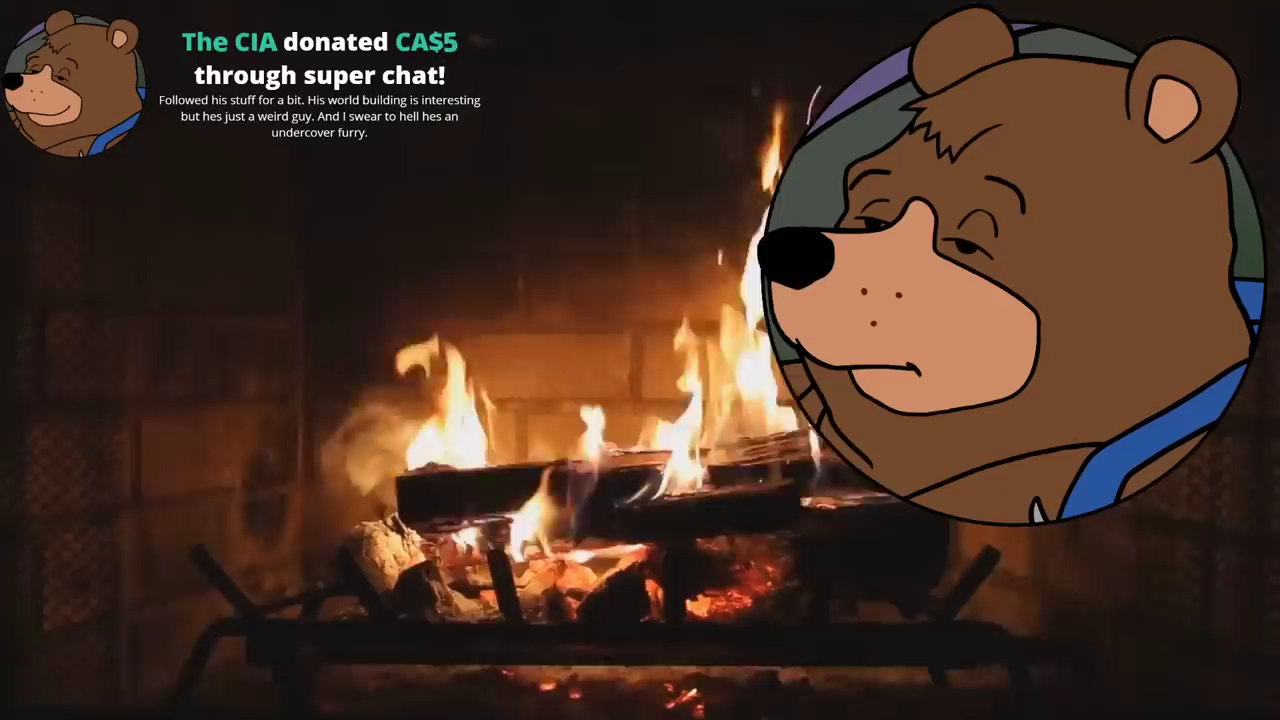 The CIA donated CA$5
through super chat!
Followed his stuff for a bit. His world building is interesting
but hes just a weird guy. And I swear to hell hes an
undercover furry.